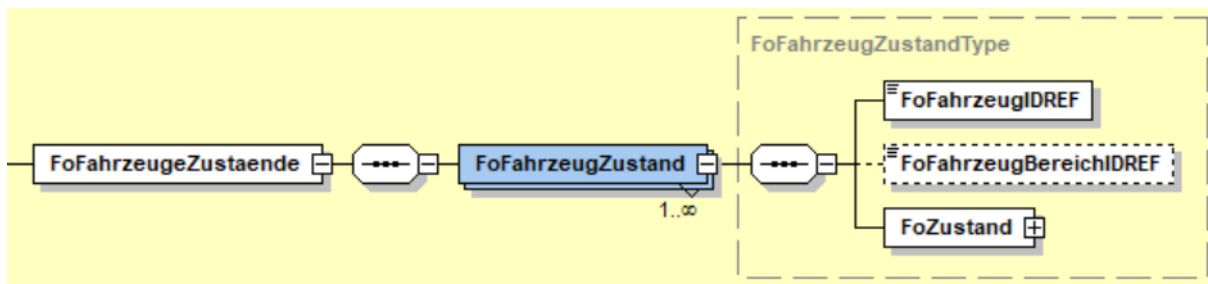 FoFahrzeugZustandType
FoFahrzeugIDREF
FoFahrzeugeZustaende
FoFahrzeugZustand
1..∞
FoFahrzeugBereichIDREF
FoZustand